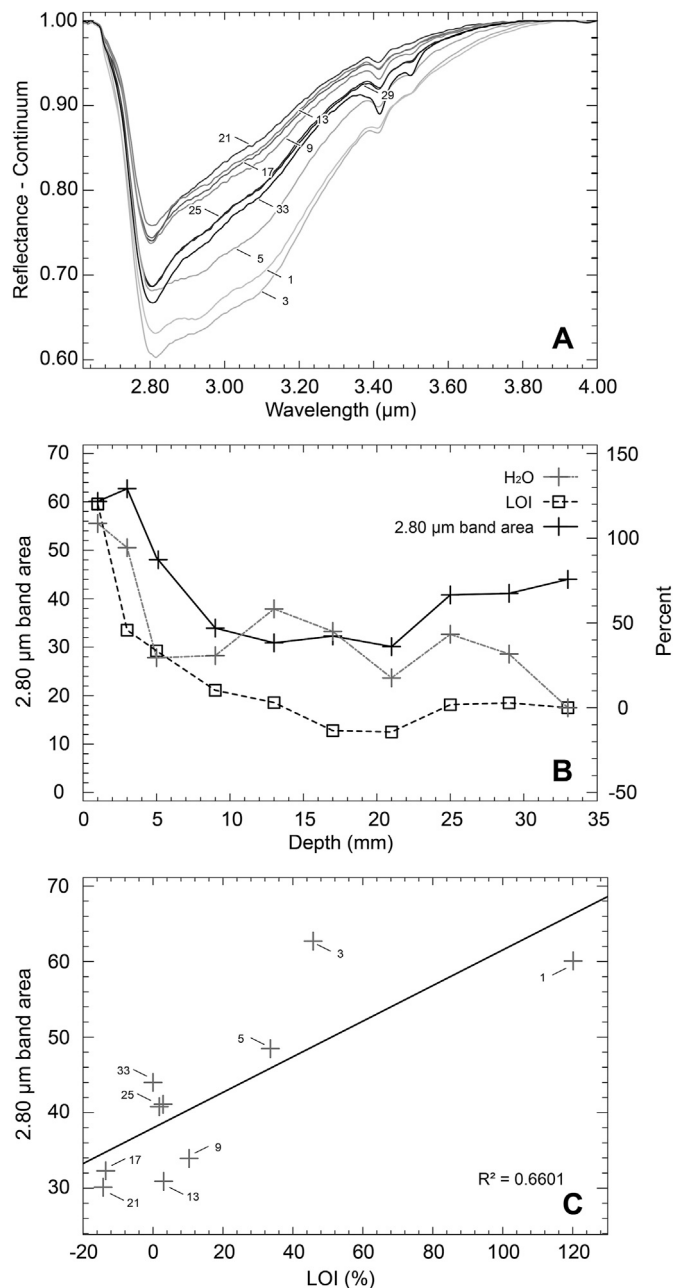 1.00
0.90
0.80
0.70
0.60
Reflectance - Continuum
21
13
29
9
17
25
33
5
1
3
A
2.80 3.00 3.20 3.40 3.60 3.80 4.00
Wavelength (µm)
70
60
50
40
30
20
10
0
2.80 µm band area
H₂O
LOI
2.80 µm band area
150
100
50
0
-50
Percent
B
0 5 10 15 20 25 30 35
Depth (mm)
70
60
50
40
30
2.80 µm band area
3
1
5
33
25
17
9
21
13
R² = 0.6601
C
-20 0 20 40 60 80 100 120
LOI (%)